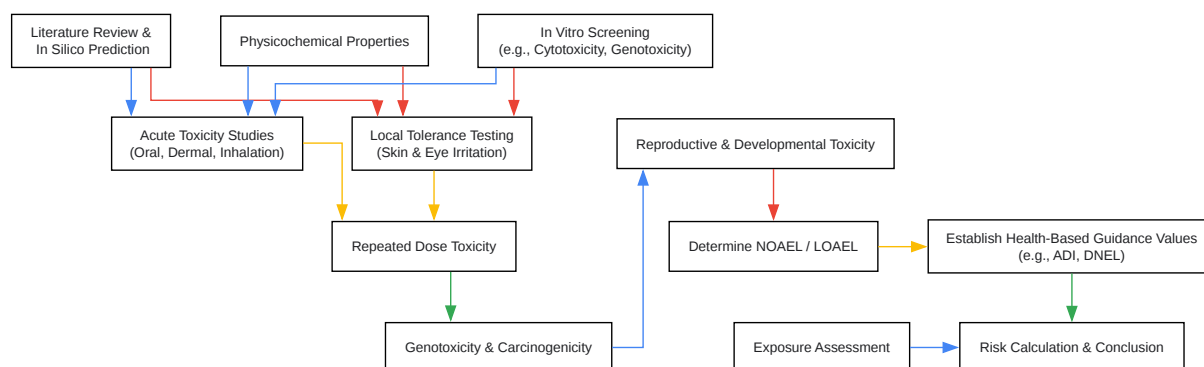 Literature Review &
In Silico Prediction
Physicochemical Properties
In Vitro Screening
(e.g., Cytotoxicity, Genotoxicity)
Acute Toxicity Studies
(Oral, Dermal, Inhalation)
Local Tolerance Testing
(Skin & Eye Irritation)
Reproductive & Developmental Toxicity
Repeated Dose Toxicity
Determine NOAEL / LOAEL
Establish Health-Based Guidance Values
(e.g., ADI, DNEL)
Genotoxicity & Carcinogenicity
Exposure Assessment
Risk Calculation & Conclusion